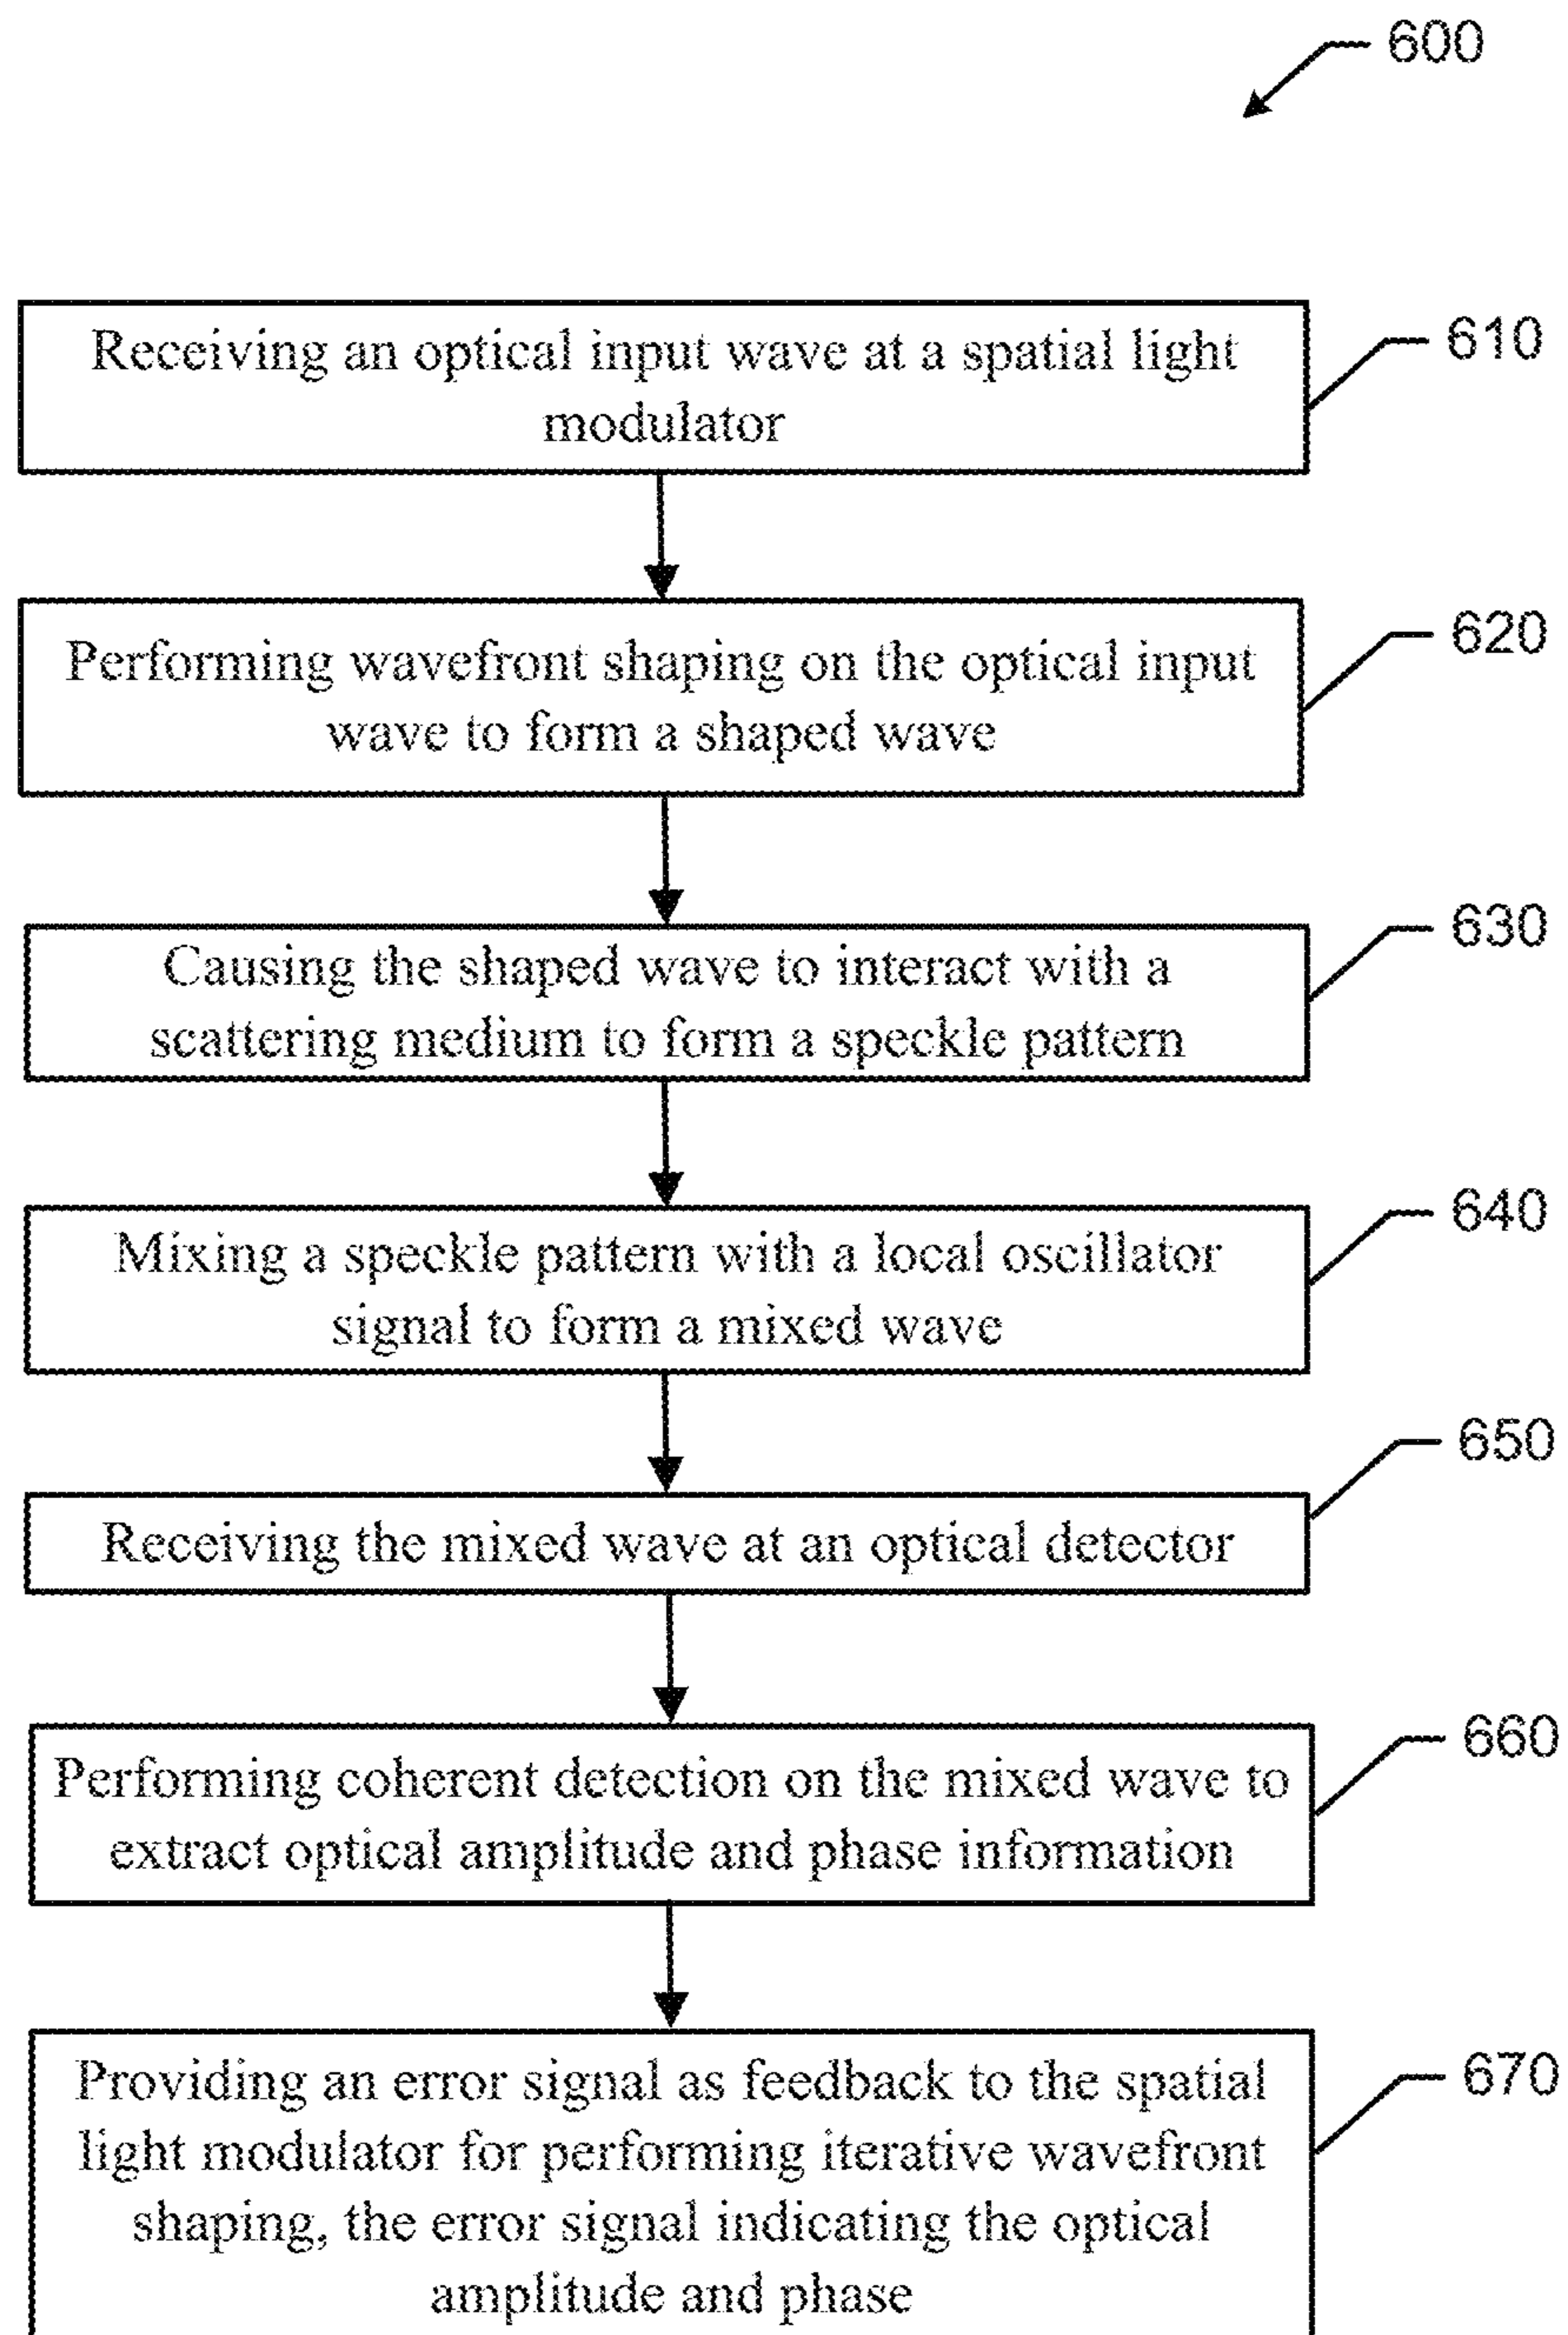 600
Receiving an optical input wave at a spatial light
modulator
610
Performing wavefront shaping on the optical input
wave to form a shaped wave
620
Causing the shaped wave to interact with a
scattering medium to form a speckle pattern
630
Mixing a speckle pattern with a local oscillator
signal to form a mixed wave
640
Receiving the mixed wave at an optical detector
650
Performing coherent detection on the mixed wave to
extract optical amplitude and phase information
660
Providing an error signal as feedback to the spatial
light modulator for performing iterative wavefront
shaping, the error signal indicating the optical
amplitude and phase
670